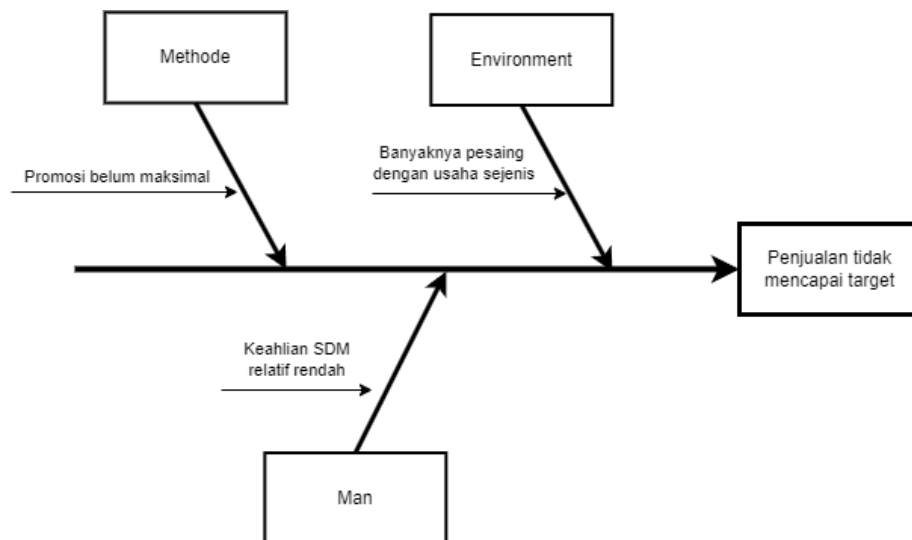 Methode
Environment
Promosi belum maksimal
Banyaknya pesaing
dengan usaha sejenis
Penjualan tidak
mencapai target
Keahlian SDM
relatif rendah
Man